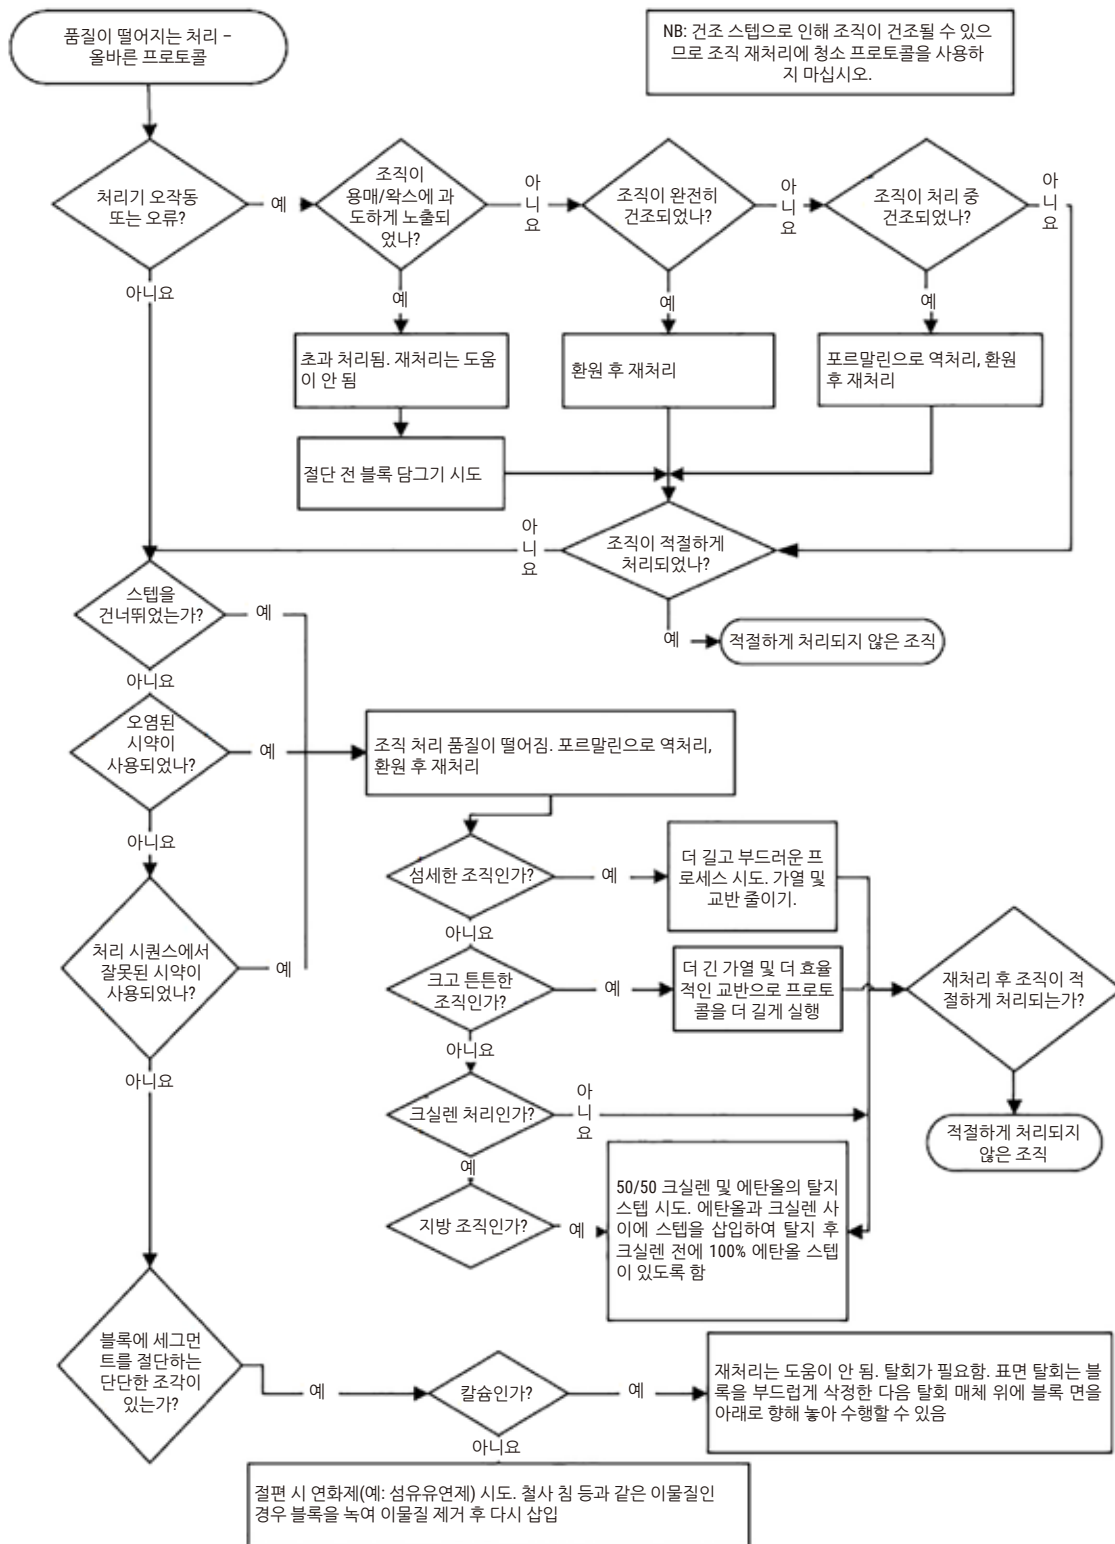 품질이 떨어지는 처리 –
올바른 프로토콜
NB: 건조 스텝으로 인해 조직이 건조될 수 있으
므로 조직 재처리에 청소 프로토콜을 사용하
지 마십시오.
처리기 오작동
또는 오류?
예
조직이
용매/왁스에 과
도하게 노출되
었나?
아
니
요
조직이 완전히
건조되었나?
아
니
요
조직이 처리 중
건조되었나?
아
니
요
아니요
예
예
예
초과 처리됨. 재처리는 도움
이 안 됨
환원 후 재처리
포르말린으로 역처리, 환원
후 재처리
절단 전 블록 담그기 시도
아
니
요
조직이 적절하게
처리되었나?
스텝을
건너뛰었는가?
예
예
적절하게 처리되지 않은 조직
아니요
오염된
시약이
사용되었나?
예
조직 처리 품질이 떨어짐. 포르말린으로 역처리,
환원 후 재처리
아니요
섬세한 조직인가?
예
더 길고 부드러운 프
로세스 시도. 가열 및
교반 줄이기.
아니요
처리 시퀀스에서
잘못된 시약이
사용되었나?
예
크고 튼튼한
조직인가?
예
더 긴 가열 및 더 효율
적인 교반으로 프로토
콜을 더 길게 실행
재처리 후 조직이 적
절하게 처리되는가?
아니요
아니요
크실렌 처리인가?
아
니
요
적절하게 처리되지
않은 조직
예
지방 조직인가?
예
50/50 크실렌 및 에탄올의 탈지
스텝 시도. 에탄올과 크실렌 사
이에 스텝을 삽입하여 탈지 후
크실렌 전에 100% 에탄올 스텝
이 있도록 함
블록에 세그먼
트를 절단하는
단단한 조각이
있는가?
예
칼슘인가?
예
재처리는 도움이 안 됨. 탈회가 필요함. 표면 탈회는 블
록을 부드럽게 삭정한 다음 탈회 매체 위에 블록 면을
아래로 향해 놓아 수행할 수 있음
아니요
절편 시 연화제(예: 섬유유연제) 시도. 철사 침 등과 같은 이물질인
경우 블록을 녹여 이물질 제거 후 다시 삽입